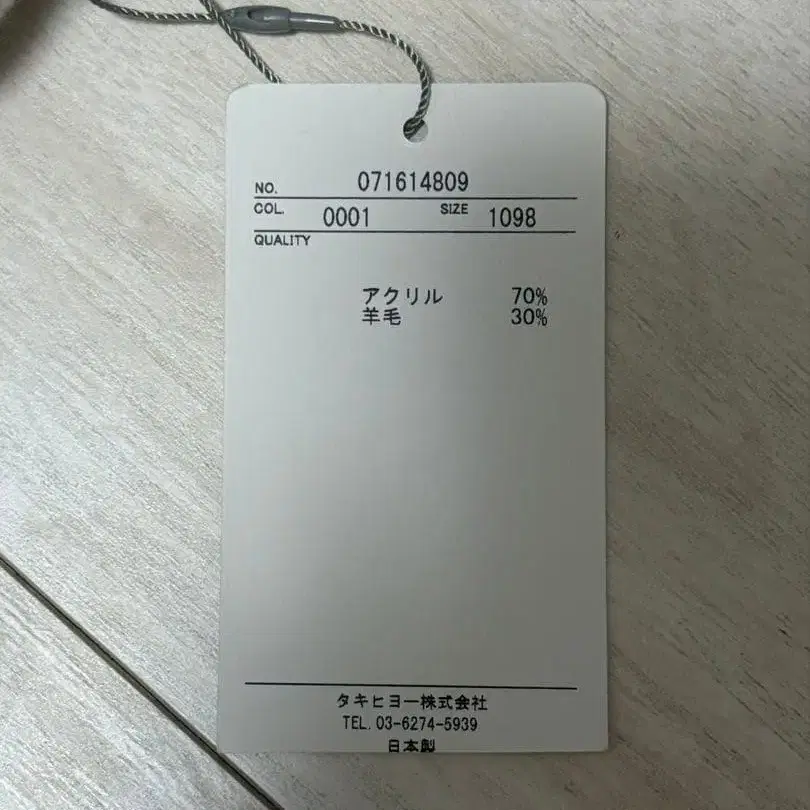 NO. 071614809
COL. 0001 SIZE 1098
QUALITY
アクリル 70%
羊毛 30%
タキヒヨー株式会社
TEL. 03-6274-5939
日本製